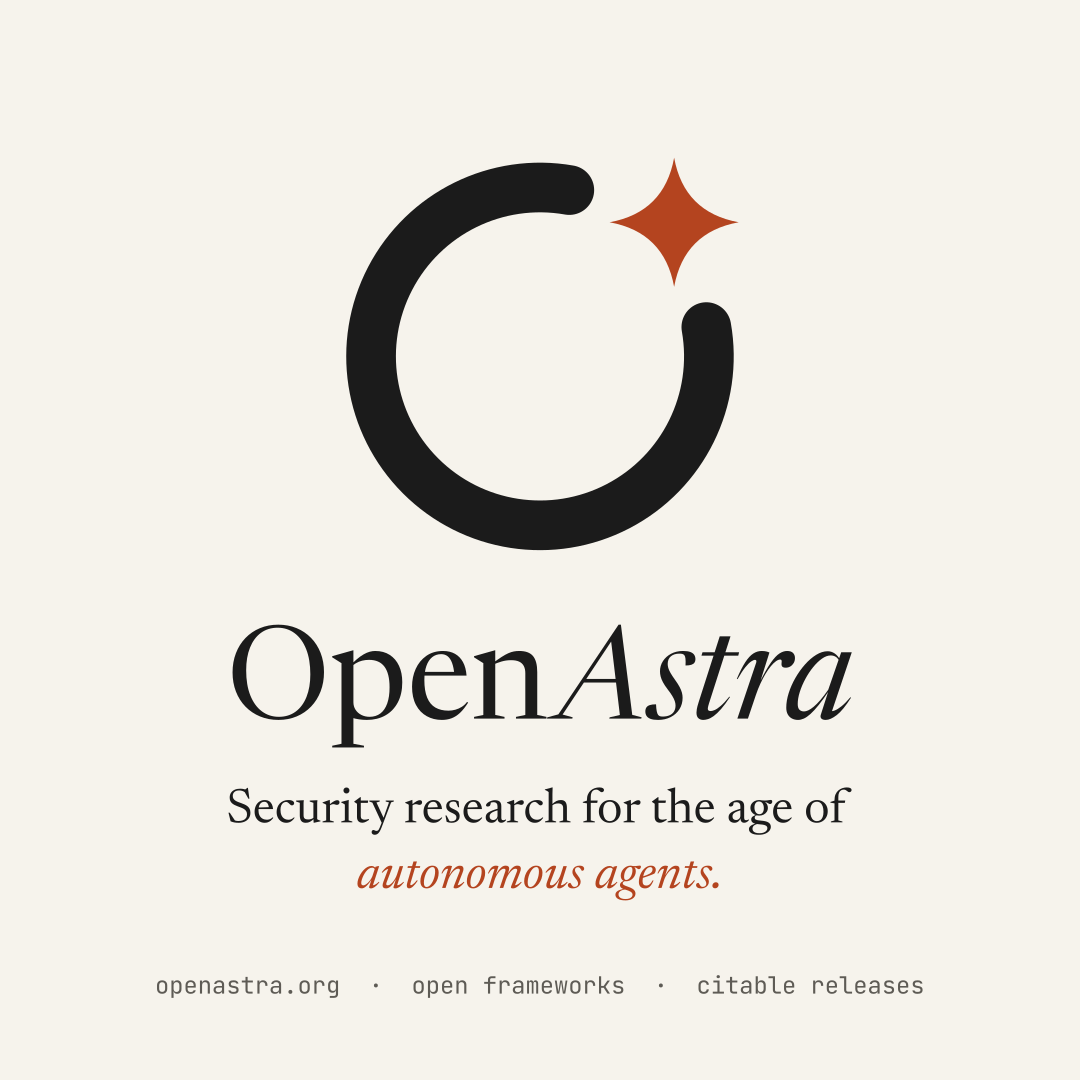 OpenAstra
Security research for the age of
autonomous agents.
openastra.org · open frameworks · citable releases